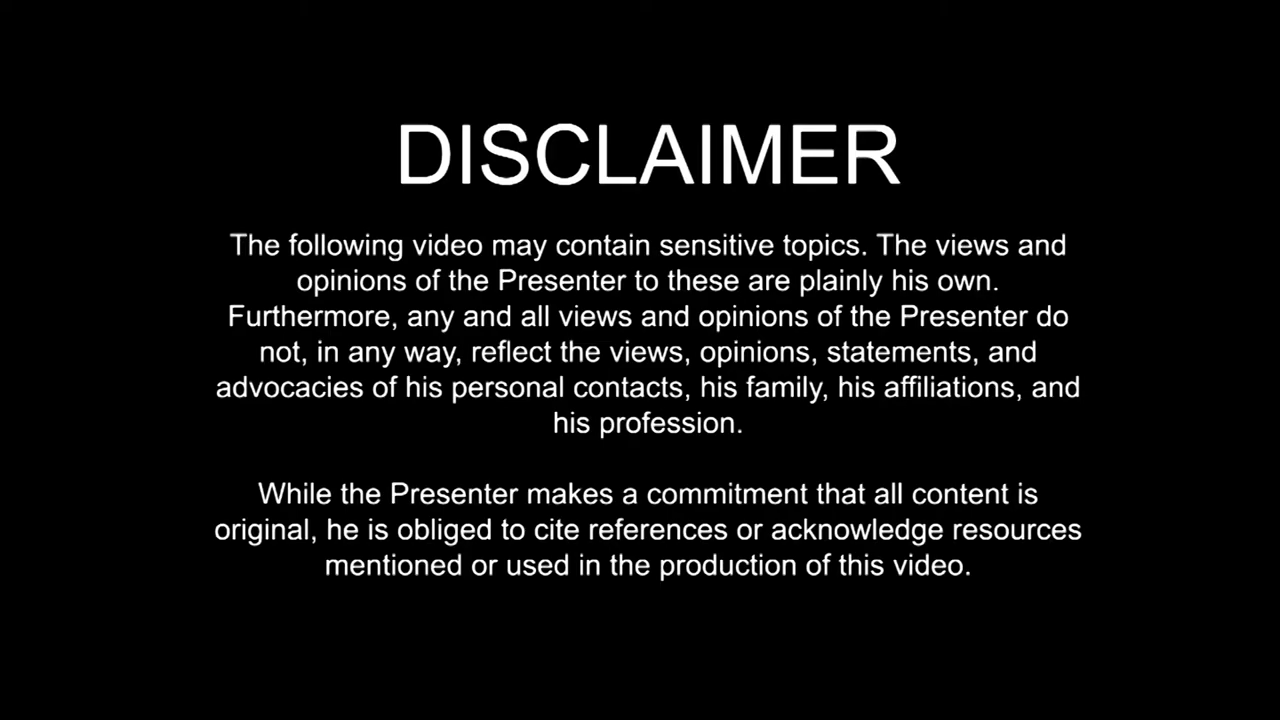 DISCLAIMER
The following video may contain sensitive topics. The views and
opinions of the Presenter to these are plainly his own.
Furthermore, any and all views and opinions of the Presenter do
not, in any way, reflect the views, opinions, statements, and
advocacies of his personal contacts, his family, his affiliations, and
his profession.
While the Presenter makes a commitment that all content is
original, he is obliged to cite references or acknowledge resources
mentioned or used in the production of this video.